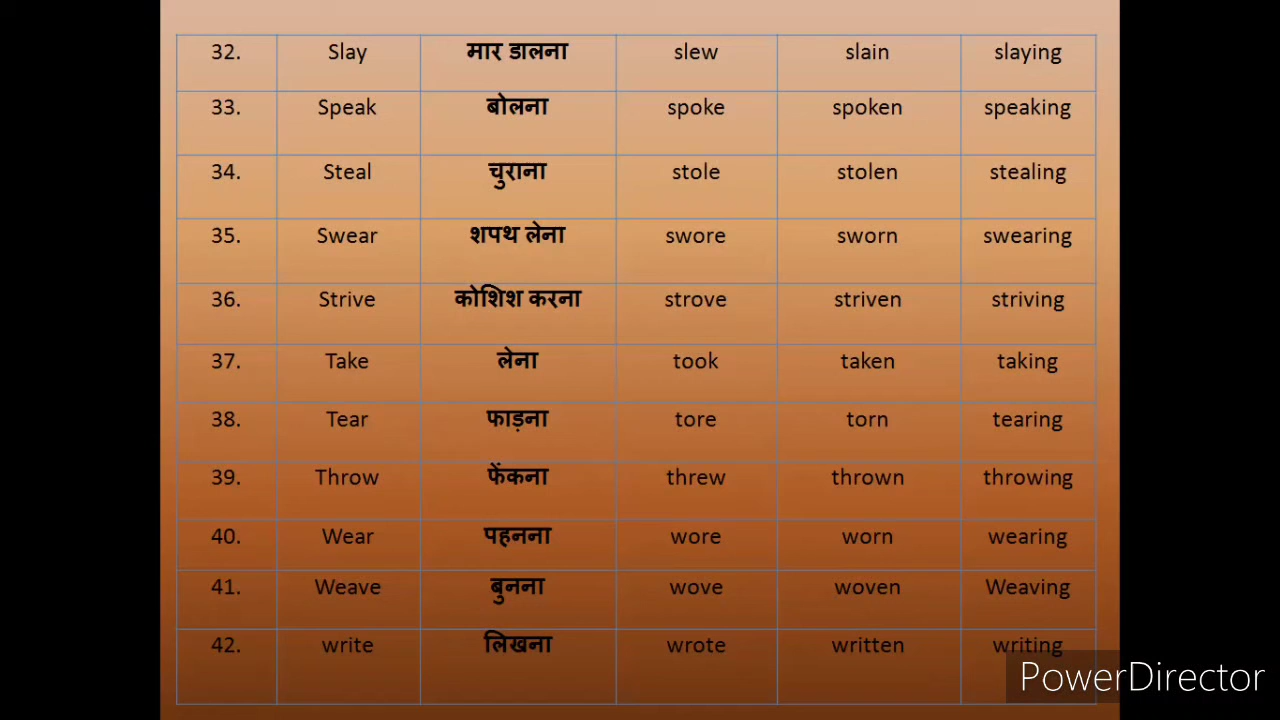 32. Slay मार डालना slew slain slaying
33. Speak बोलना spoke spoken speaking
34. Steal चुराना stole stolen stealing
35. Swear शपथ लेना swore sworn swearing
36. Strive कोशिश करना strove striven striving
37. Take लेना took taken taking
38. Tear फाड़ना tore torn tearing
39. Throw फेंकना threw thrown throwing
40. Wear पहनना wore worn wearing
41. Weave बुनना wove woven Weaving
42. write लिखना wrote written writing
PowerDirector